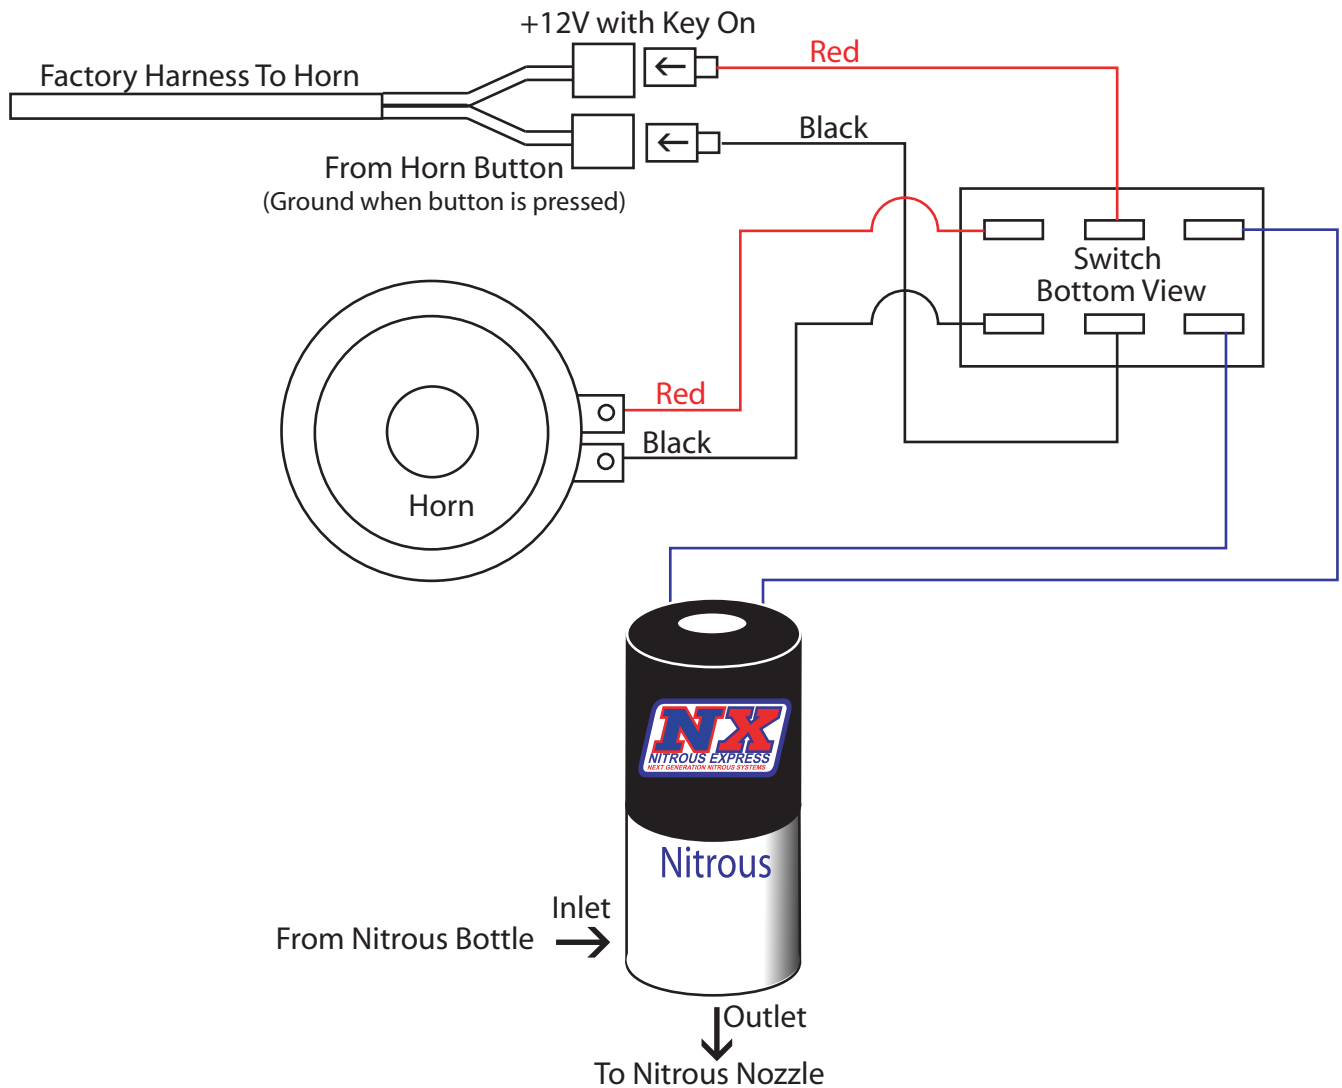 +12V with Key On
Red
Factory Harness To Horn
Black
From Horn Button
(Ground when button is pressed)
Switch
Bottom View
Red
Black
Horn
NX
NITROUS EXPRESS
NEXT GENERATION NITROUS SYSTEMS
Nitrous
Inlet
From Nitrous Bottle
Outlet
To Nitrous Nozzle